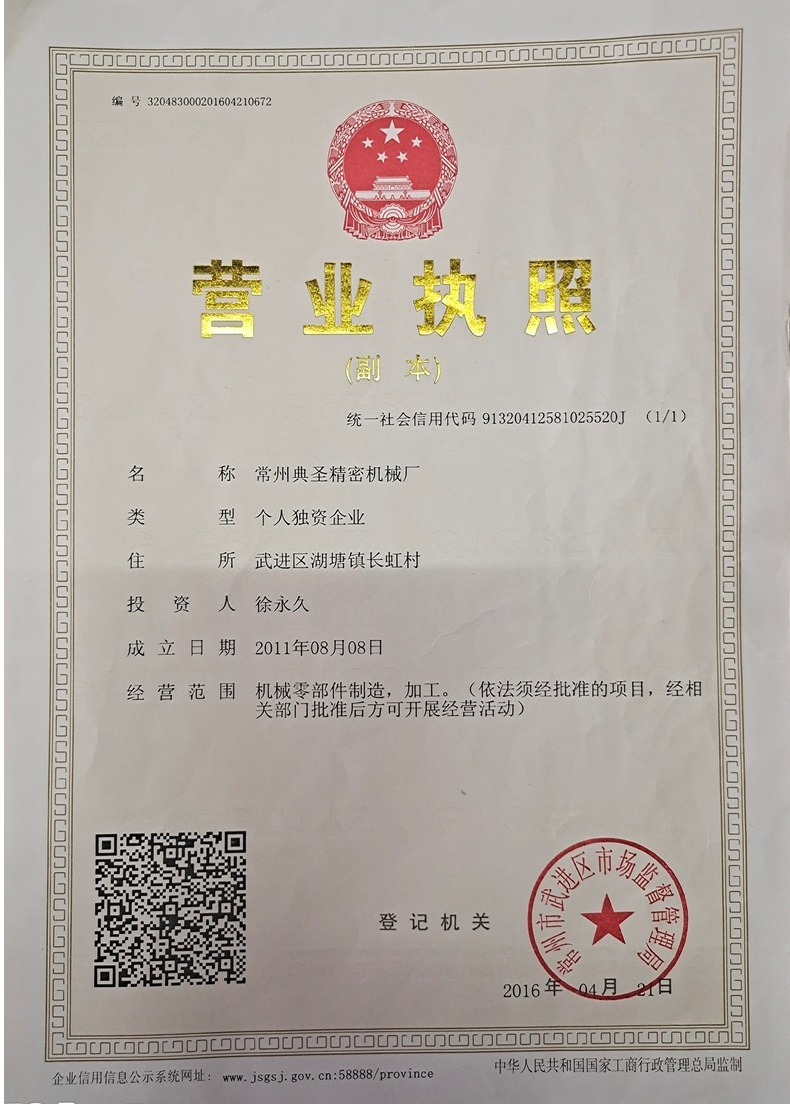 编 号 320483000201604210672
营 业 执 照
(副 本)
统一社会信用代码 91320412581025520J (1/1)
名 称 常州典圣精密机械厂
类 型 个人独资企业
住 所 武进区湖塘镇长虹村
投 资 人 徐永久
成 立 日 期 2011年08月08日
经 营 范 围 机械零部件制造，加工。（依法须经批准的项目，经相
关部门批准后方可开展经营活动）
常州市武进区市场监督管理局
登 记 机 关
2016 年 04 月 21 日
企业信用信息公示系统网址： www.jsgsj.gov.cn:58888/province
中华人民共和国国家工商行政管理总局监制